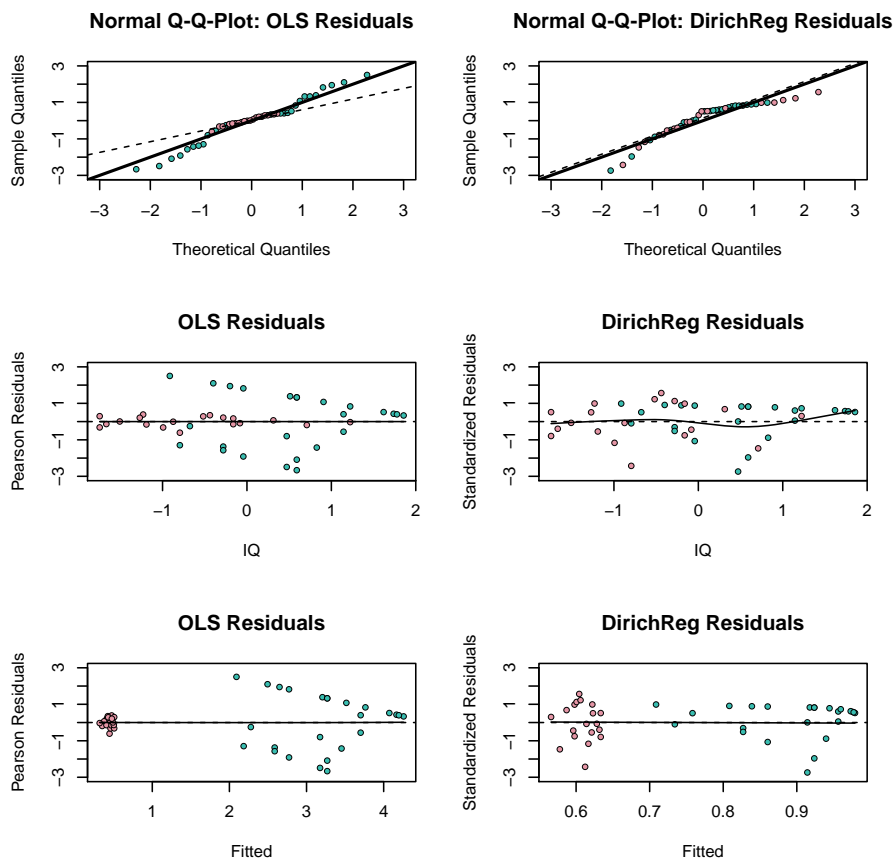 Normal Q-Q-Plot: OLS Residuals
Sample Quantiles
3
1
−1
−3
−3 −2 −1 0 1 2 3
Theoretical Quantiles
Normal Q-Q-Plot: DirichReg Residuals
Sample Quantiles
3
1
−1
−3
−3 −2 −1 0 1 2 3
Theoretical Quantiles
OLS Residuals
Pearson Residuals
3
1
−1
−3
−1 0 1 2
IQ
DirichReg Residuals
Standardized Residuals
3
1
−1
−3
−1 0 1 2
IQ
OLS Residuals
Pearson Residuals
3
1
−1
−3
1 2 3 4
Fitted
DirichReg Residuals
Standardized Residuals
3
1
−1
−3
0.6 0.7 0.8 0.9
Fitted